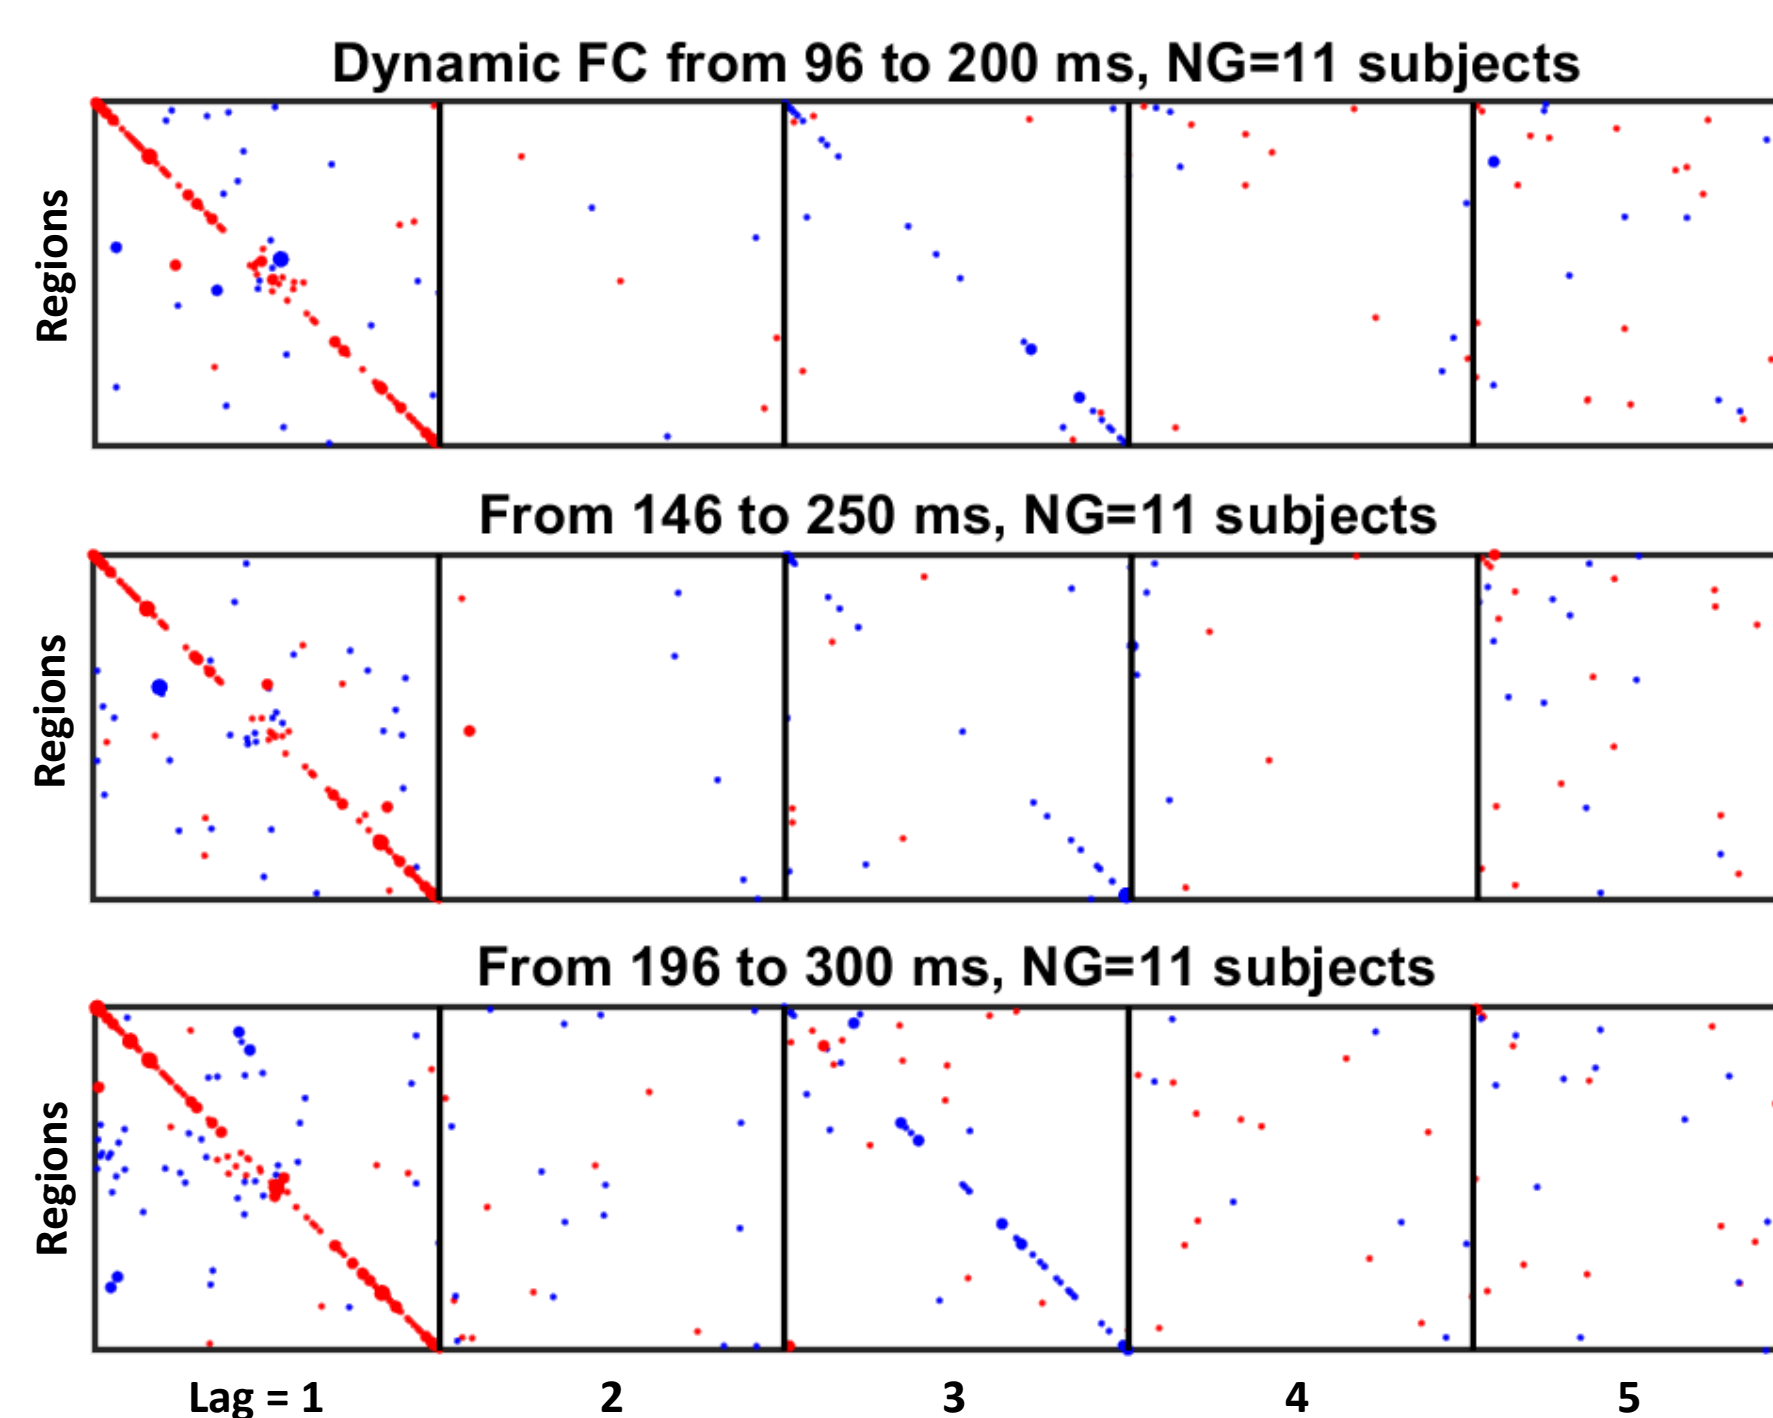 Dynamic FC from 96 to 200 ms, NG=11 subjects
Regions
From 146 to 250 ms, NG=11 subjects
Regions
From 196 to 300 ms, NG=11 subjects
Regions
Lag = 1 2 3 4 5